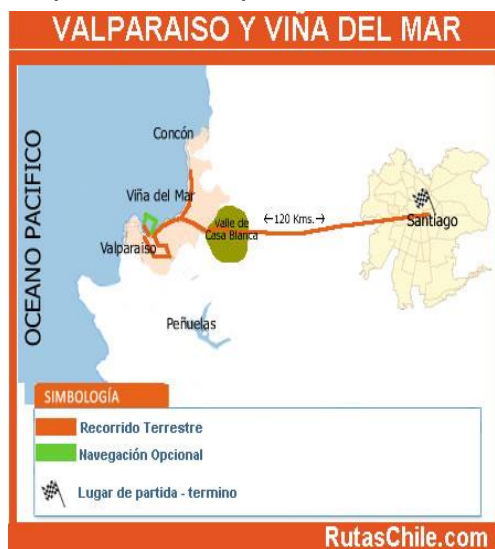 VALPARAISO Y VIÑA DEL MAR
OCEANO PACIFICO
Concón
Viña del Mar
Valparaiso
Valle de
Casa Blanca
←120 Kms.→
Santiago
Peñuelas
SIMBOLOGÍA
Recorrido Terrestre
Navegación Opcional
Lugar de partida - termino
RutasChile.com